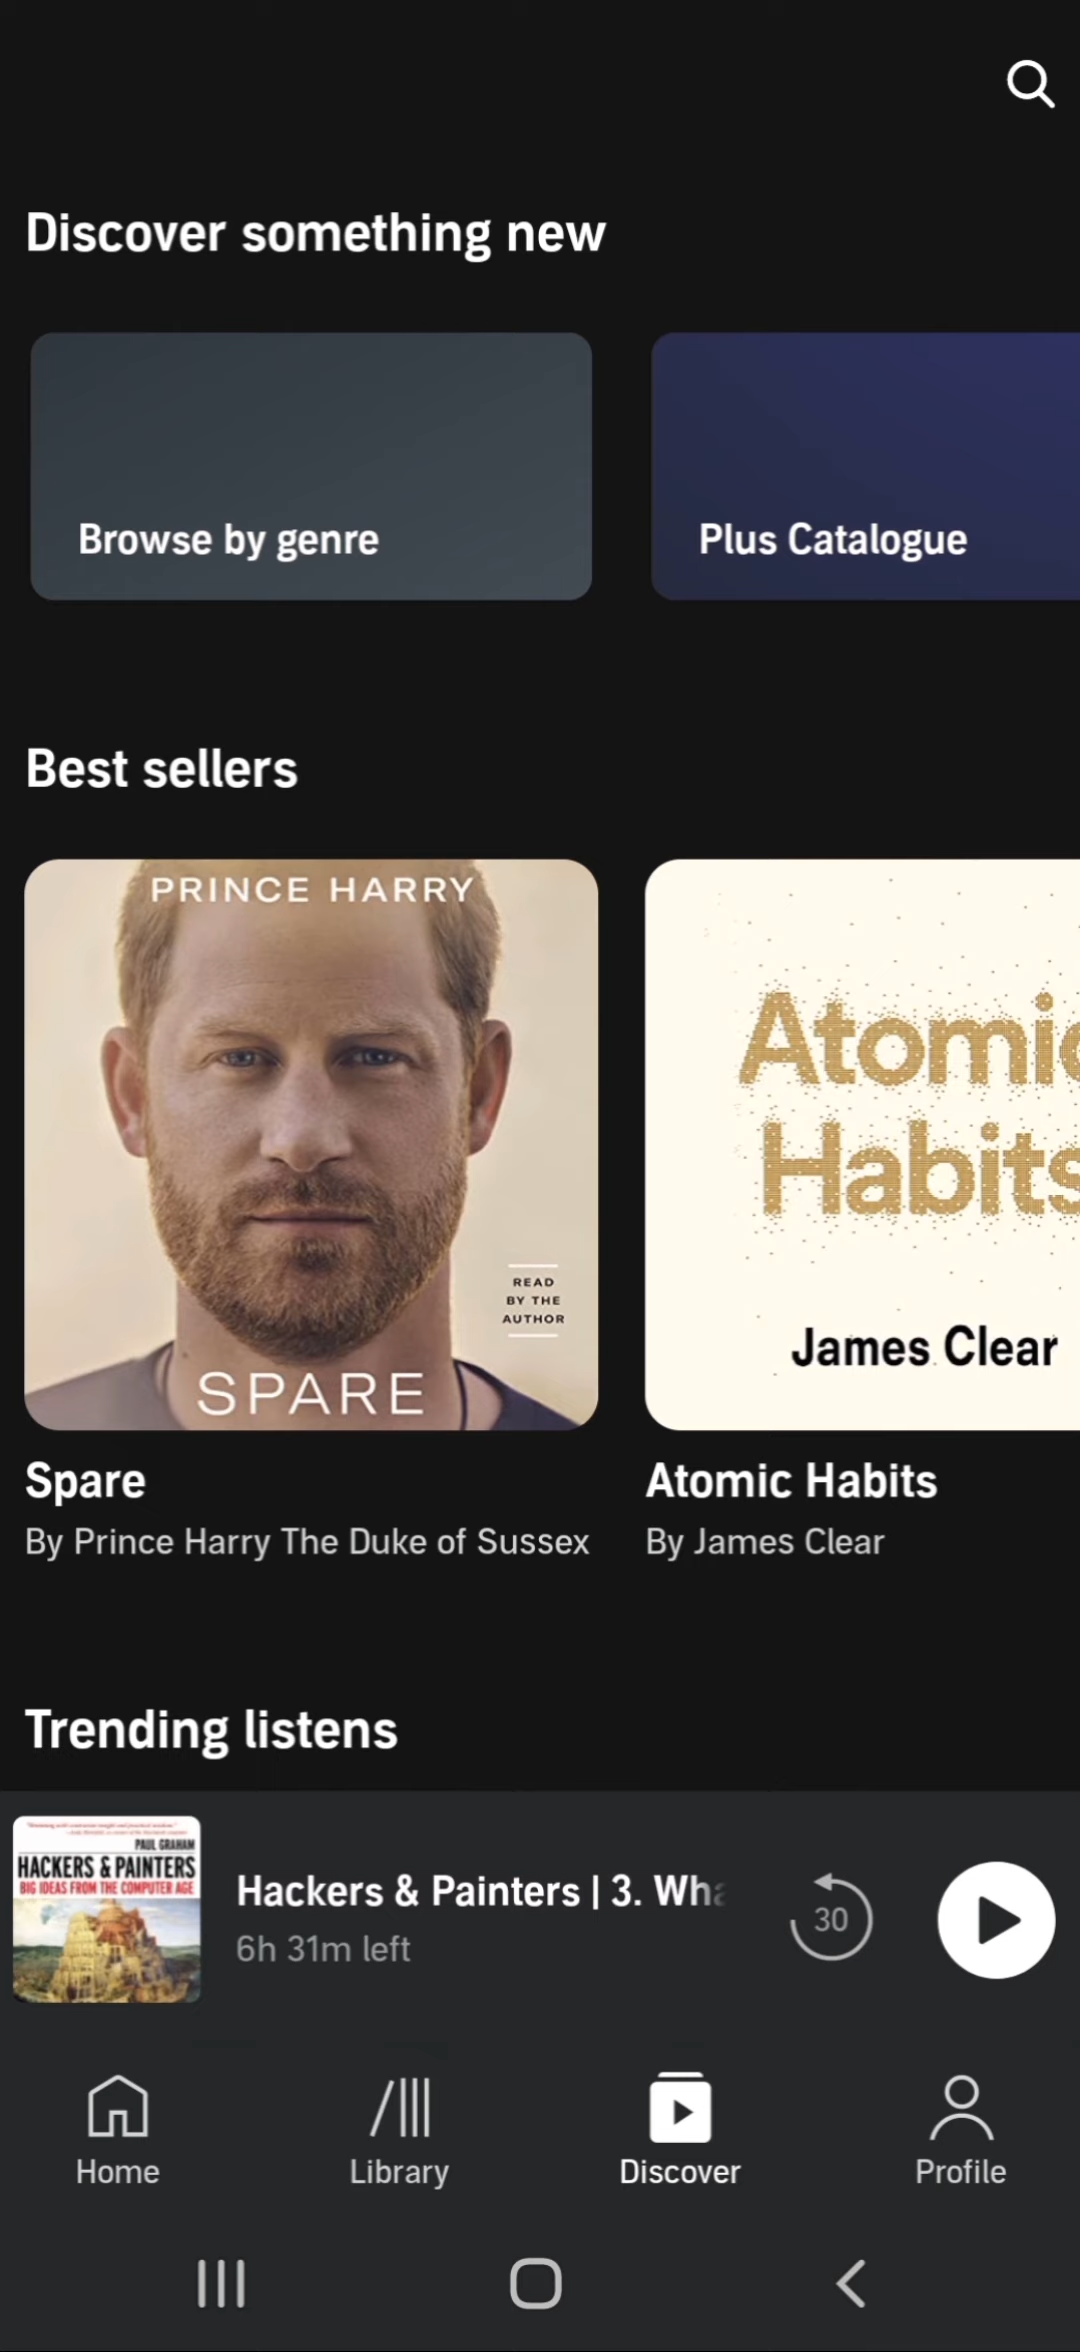 Discover something new
Browse by genre
Plus Catalogue
Best sellers
PRINCE HARRY
READ
BY THE
AUTHOR
SPARE
Atomic
Habits
James Clear
Spare
By Prince Harry The Duke of Sussex
Atomic Habits
By James Clear
Trending listens
PAUL GRAHAM
HACKERS & PAINTERS
BIG IDEAS FROM THE COMPUTER AGE
Hackers & Painters | 3. Wha
6h 31m left
30
Home
Library
Discover
Profile